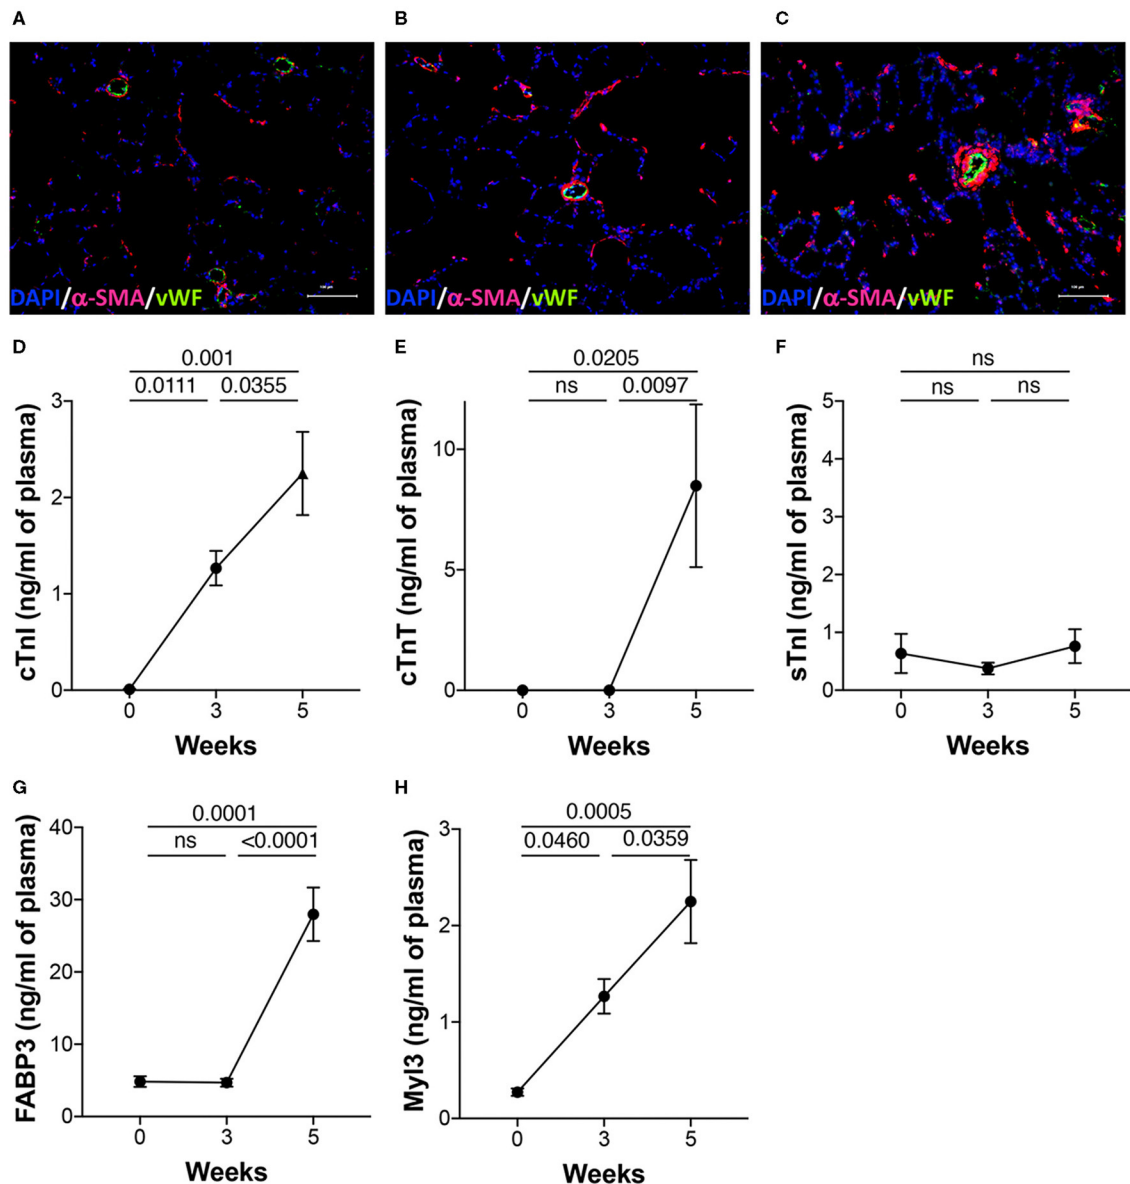 A
B
C
DAPI/α-SMA/vWF
DAPI/α-SMA/vWF
DAPI/α-SMA/vWF
D
0.001
0.0111
0.0355
cTnI (ng/ml of plasma)
3
2
1
0
0
3
5
Weeks
E
0.0205
ns
0.0097
cTnT (ng/ml of plasma)
10
5
0
0
3
5
Weeks
F
ns
ns
ns
sTnI (ng/ml of plasma)
5
4
3
2
1
0
0
3
5
Weeks
G
0.0001
ns
<0.0001
FABP3 (ng/ml of plasma)
40
30
20
10
0
0
3
5
Weeks
H
0.0005
0.0460
0.0359
Myl3 (ng/ml of plasma)
3
2
1
0
0
3
5
Weeks